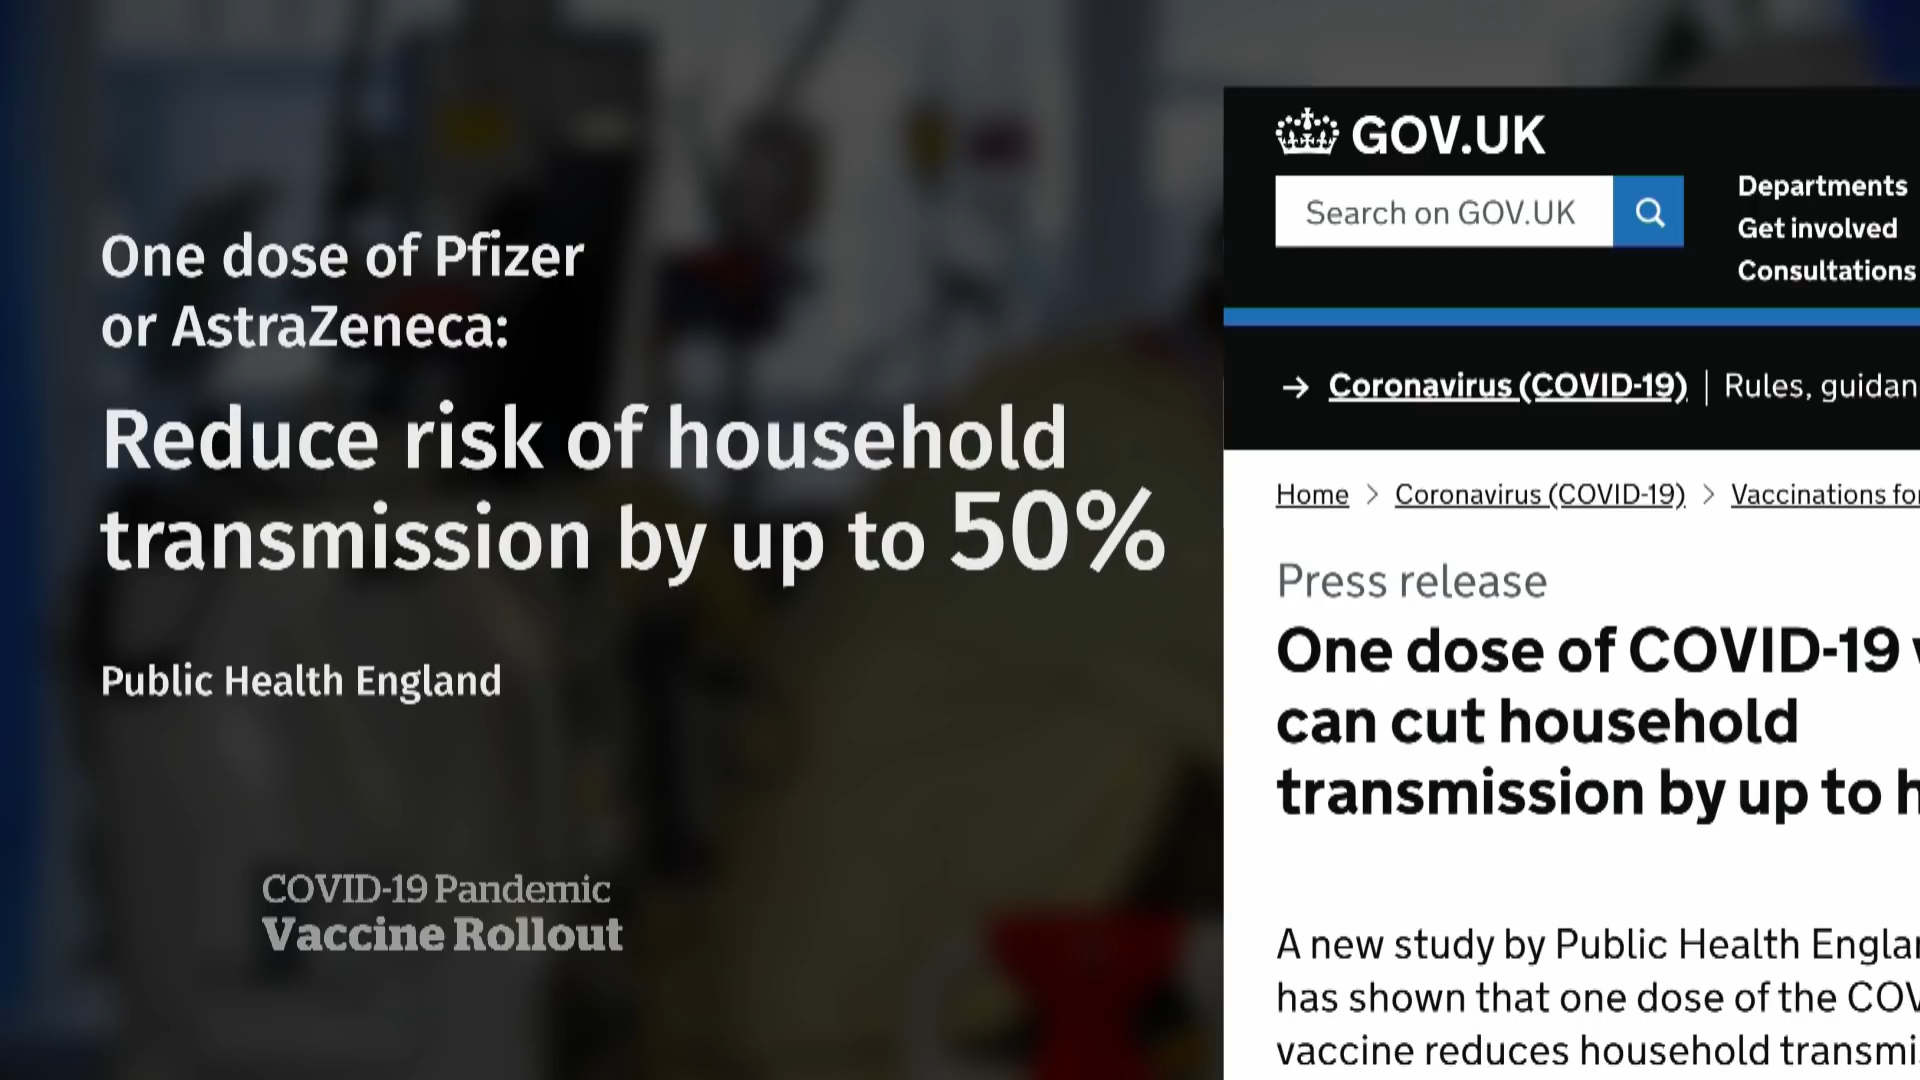 One dose of Pfizer
or AstraZeneca:
Reduce risk of household
transmission by up to 50%
Public Health England
COVID-19 Pandemic
Vaccine Rollout
GOV.UK
Search on GOV.UK
Departments
Get involved
Consultations
→ Coronavirus (COVID-19) | Rules, guidan
Home > Coronavirus (COVID-19) > Vaccinations for
Press release
One dose of COVID-19
can cut household
transmission by up to h
A new study by Public Health Englan
has shown that one dose of the COV
vaccine reduces household transmi